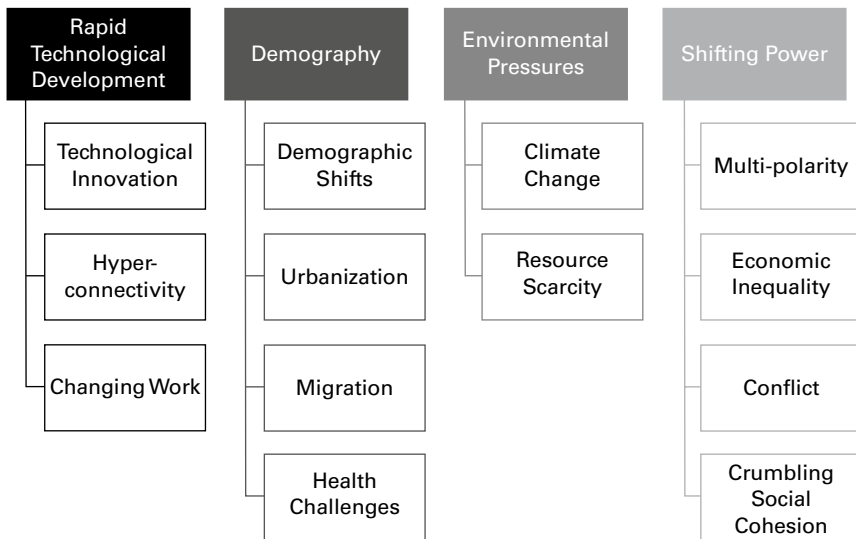 Rapid
Technological
Development
Technological
Innovation
Hyper-
connectivity
Changing Work
Demography
Demographic
Shifts
Urbanization
Migration
Health
Challenges
Environmental
Pressures
Climate
Change
Resource
Scarcity
Shifting Power
Multi-polarity
Economic
Inequality
Conflict
Crumbling
Social
Cohesion